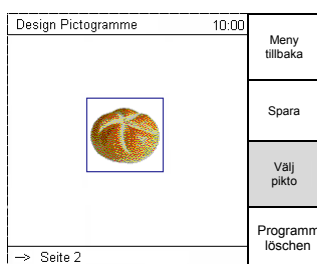 Design Pictogramme 10:00
Meny
tillbaka
Spara
Välj
pikto
Programm
löschen
--> Seite 2